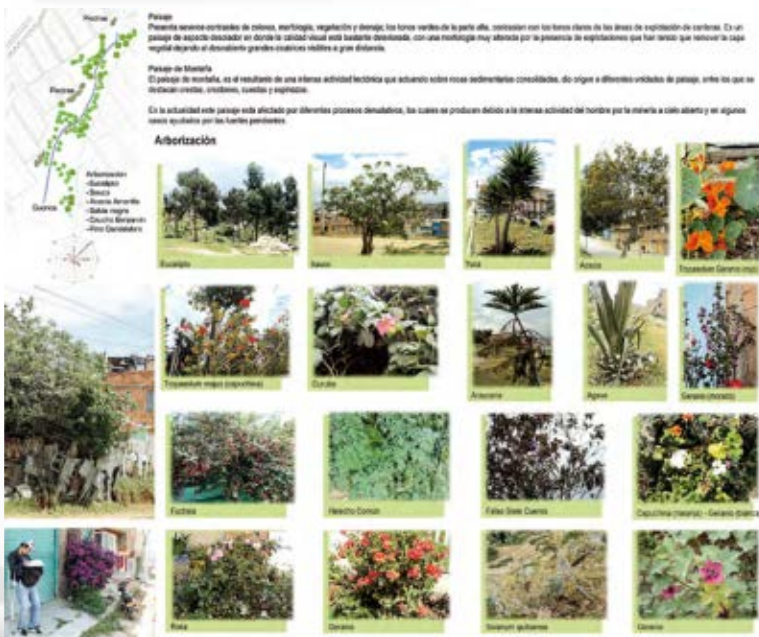 Piscinas
Piscinas
Arborización
-Eucalipto
-Sauco
-Acacia Amarilla
-Salvia negra
-Caucho Benjamín
-Pino Candelabro
Paisaje
Presenta severos contrastes de colores, morfología, vegetación y drenaje; los tonos verdes de la parte alta, contrastan con los tonos claros de las áreas de explotación de canteras. Es un
paisaje de aspecto desolador en donde la calidad visual está bastante deteriorada, con una morfología muy alterada por la presencia de explotaciones que han tenido que remover la capa
vegetal dejando al descubierto grandes cicatrices visibles a gran distancia.
Paisaje de Montaña
El paisaje de montaña, es el resultante de una intensa actividad tectónica que actuando sobre rocas sedimentarias consolidadas, dio origen a diferentes unidades de paisaje, entre los que se
destacan crestas, crestones, cuestas y espinazos.
En la actualidad este paisaje está afectado por diferentes procesos denudativos, los cuales se producen debido a la intensa actividad del hombre por la minería a cielo abierto y en algunos
casos ayudados por las fuertes pendientes.
Arborización
Eucalipto
Sauco
Yuca
Acacia
Tropaeolum Geranio (rojo)
Tropaeolum majus (capuchina)
Curuba
Araucaria
Agave
Geranio (morado)
Fuchsia
Helecho Común
Falso Siete Cueros
Capuchina (naranja) - Geranio (blanco)
Rosa
Geranio
Solanum quitoense